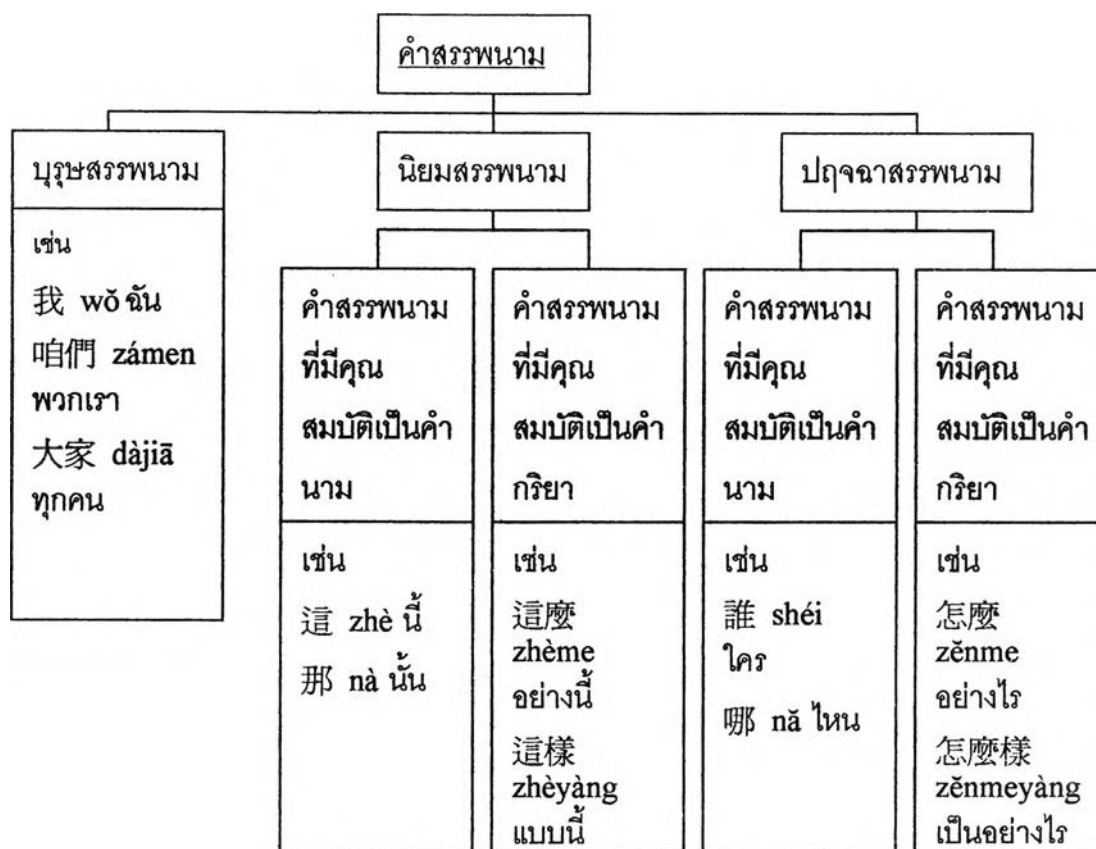 คำสรรพนาม
บุรุษสรรพนาม
เช่น
我 wǒ ฉัน
咱們 zámen
พวกเรา
大家 dàjiā
ทุกคน
นิยมสรรพนาม
คำสรรพนาม
ที่มีคุณ
สมบัติเป็นคำ
นาม
เช่น
這 zhè นี้
那 nà นั้น
คำสรรพนาม
ที่มีคุณ
สมบัติเป็นคำ
กริยา
เช่น
這麼
zhème
อย่างนี้
這樣
zhèyàng
แบบนี้
ปฤจฉาสรรพนาม
คำสรรพนาม
ที่มีคุณ
สมบัติเป็นคำ
นาม
เช่น
誰 shéi
ใคร
哪 nǎ ไหน
คำสรรพนาม
ที่มีคุณ
สมบัติเป็นคำ
กริยา
เช่น
怎麼
zěnme
อย่างไร
怎麼樣
zěnmeyàng
เป็นอย่างไร